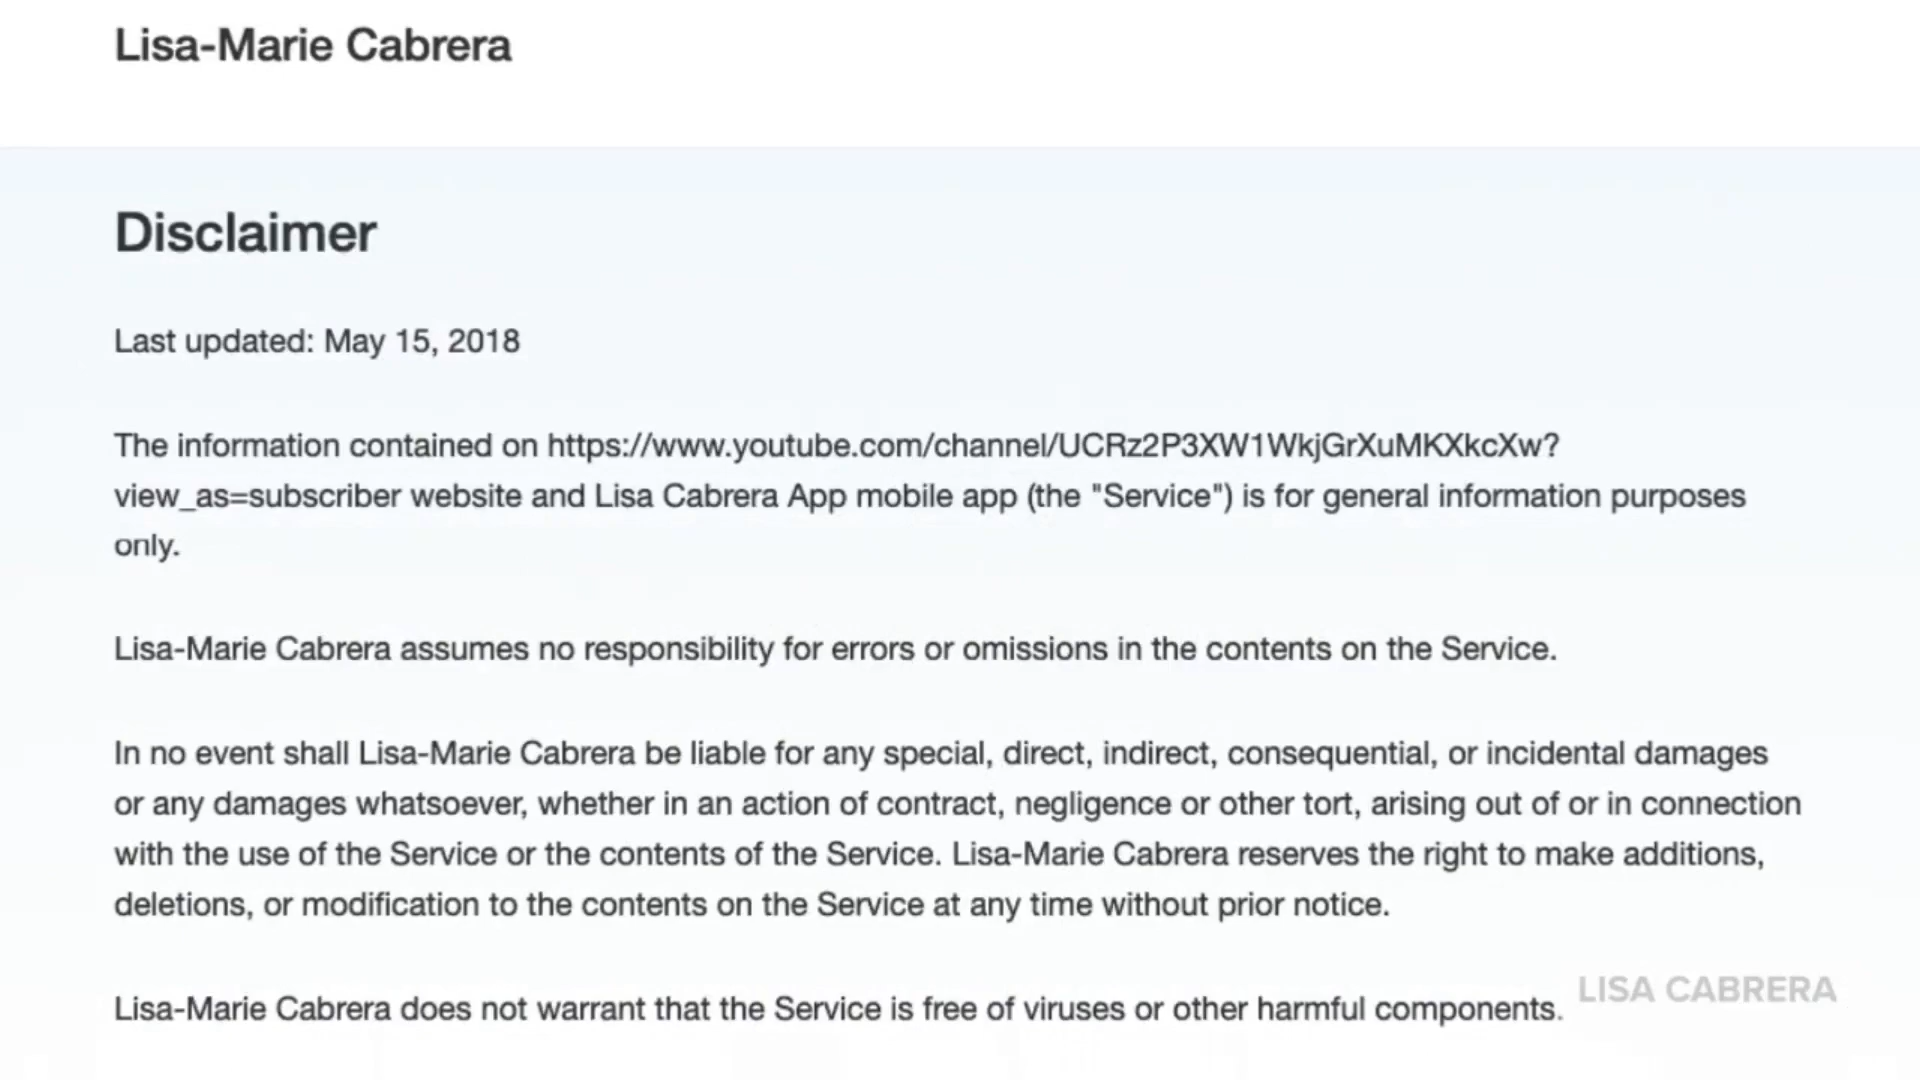 Lisa-Marie Cabrera
Disclaimer
Last updated: May 15, 2018
The information contained on https://www.youtube.com/channel/UCRz2P3XW1WkjGrXuMKXkcXw?
view_as=subscriber website and Lisa Cabrera App mobile app (the "Service") is for general information purposes
only.
Lisa-Marie Cabrera assumes no responsibility for errors or omissions in the contents on the Service.
In no event shall Lisa-Marie Cabrera be liable for any special, direct, indirect, consequential, or incidental damages
or any damages whatsoever, whether in an action of contract, negligence or other tort, arising out of or in connection
with the use of the Service or the contents of the Service. Lisa-Marie Cabrera reserves the right to make additions,
deletions, or modification to the contents on the Service at any time without prior notice.
Lisa-Marie Cabrera does not warrant that the Service is free of viruses or other harmful components.
LISA CABRERA